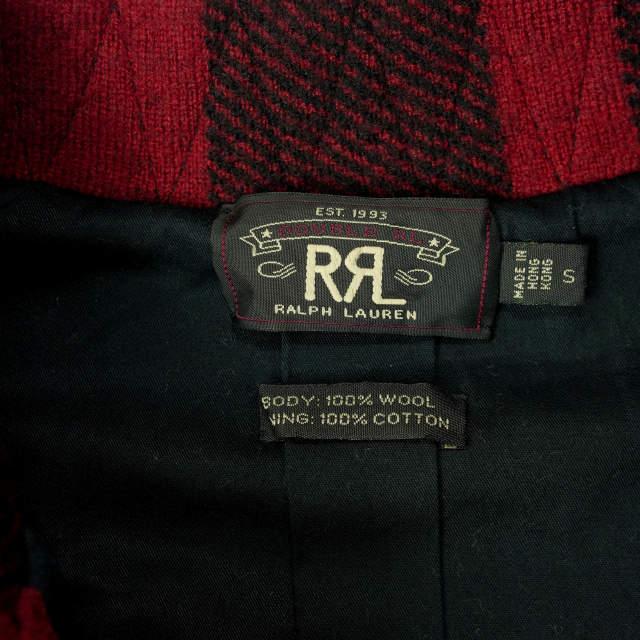 EST. 1993
DOUBLE RL
RRL
RALPH LAUREN
MADE IN
HONG
KONG
S
BODY: 100% WOOL
NING: 100% COTTON